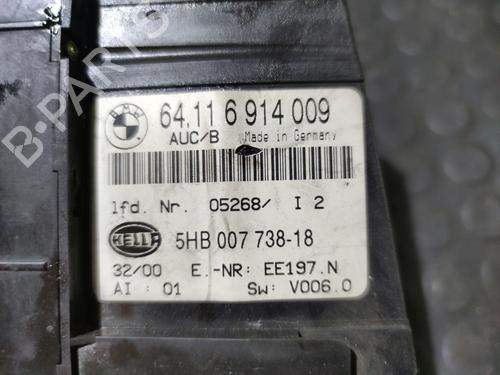 BMW
64.11 6 914 009
AUC/B Made in Germany
lfd. Nr. 05268/ I 2
HELLA
5HB 007 738-18
32/00 E.-NR: EE197.N
AI : 01 Sw: V006.0
B-PARTS